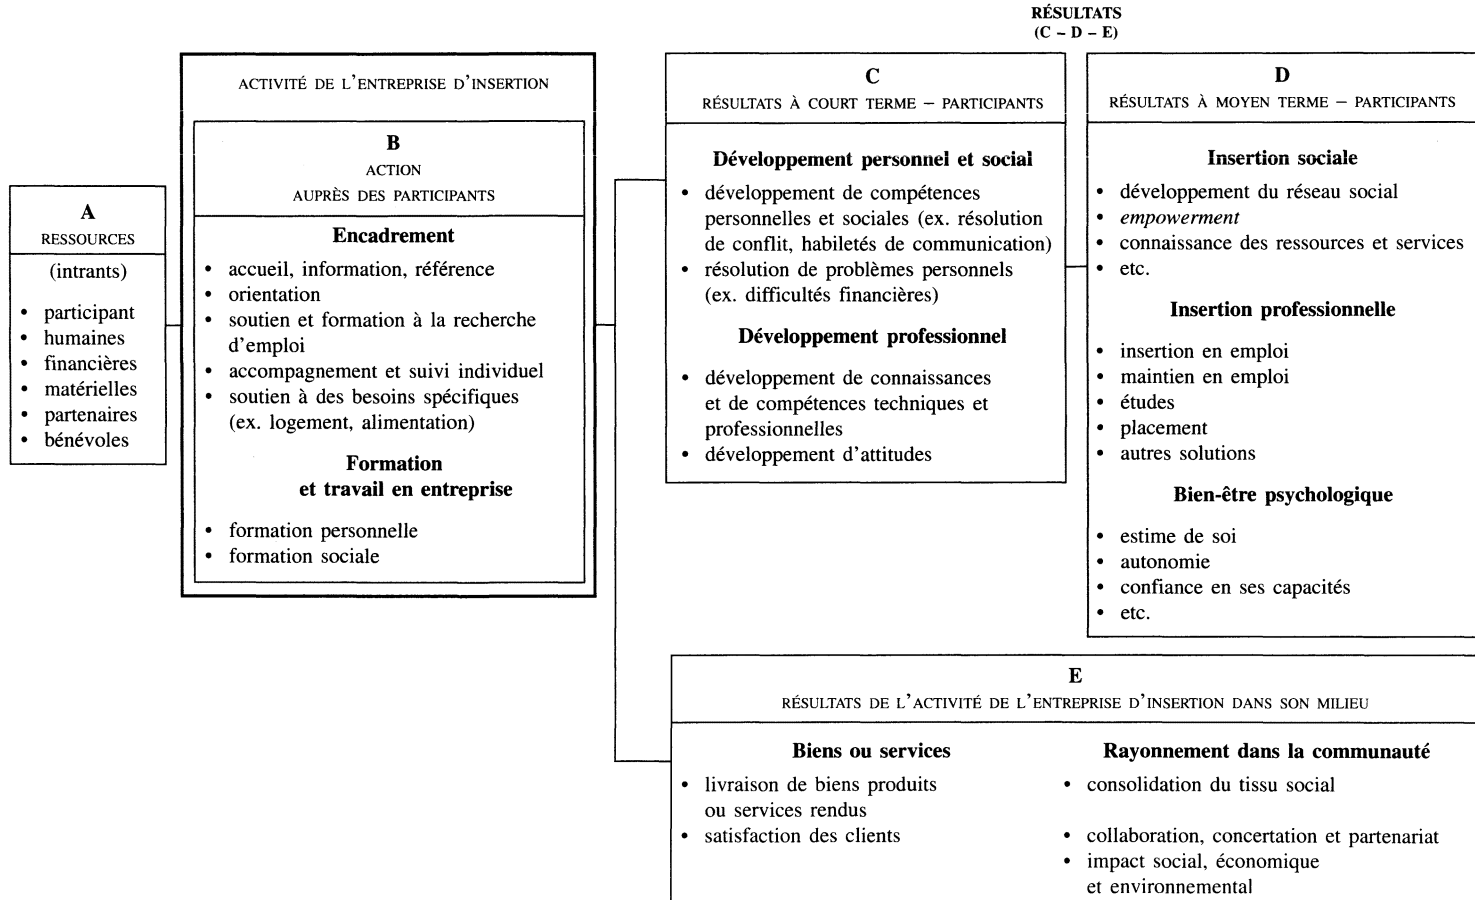 RÉSULTATS
(C – D – E)
A
RESSOURCES
(intrants)
• participant
• humaines
• financières
• matérielles
• partenaires
• bénévoles
ACTIVITÉ DE L'ENTREPRISE D'INSERTION
B
ACTION
AUPRÈS DES PARTICIPANTS
Encadrement
• accueil, information, référence
• orientation
• soutien et formation à la recherche
d'emploi
• accompagnement et suivi individuel
• soutien à des besoins spécifiques
(ex. logement, alimentation)
Formation
et travail en entreprise
• formation personnelle
• formation sociale
C
RÉSULTATS À COURT TERME – PARTICIPANTS
Développement personnel et social
• développement de compétences
personnelles et sociales (ex. résolution
de conflit, habiletés de communication)
• résolution de problèmes personnels
(ex. difficultés financières)
Développement professionnel
• développement de connaissances
et de compétences techniques et
professionnelles
• développement d'attitudes
D
RÉSULTATS À MOYEN TERME – PARTICIPANTS
Insertion sociale
• développement du réseau social
• empowerment
• connaissance des ressources et services
• etc.
Insertion professionnelle
• insertion en emploi
• maintien en emploi
• études
• placement
• autres solutions
Bien-être psychologique
• estime de soi
• autonomie
• confiance en ses capacités
• etc.
E
RÉSULTATS DE L'ACTIVITÉ DE L'ENTREPRISE D'INSERTION DANS SON MILIEU
Biens ou services
• livraison de biens produits
ou services rendus
• satisfaction des clients
Rayonnement dans la communauté
• consolidation du tissu social
• collaboration, concertation et partenariat
• impact social, économique
et environnemental